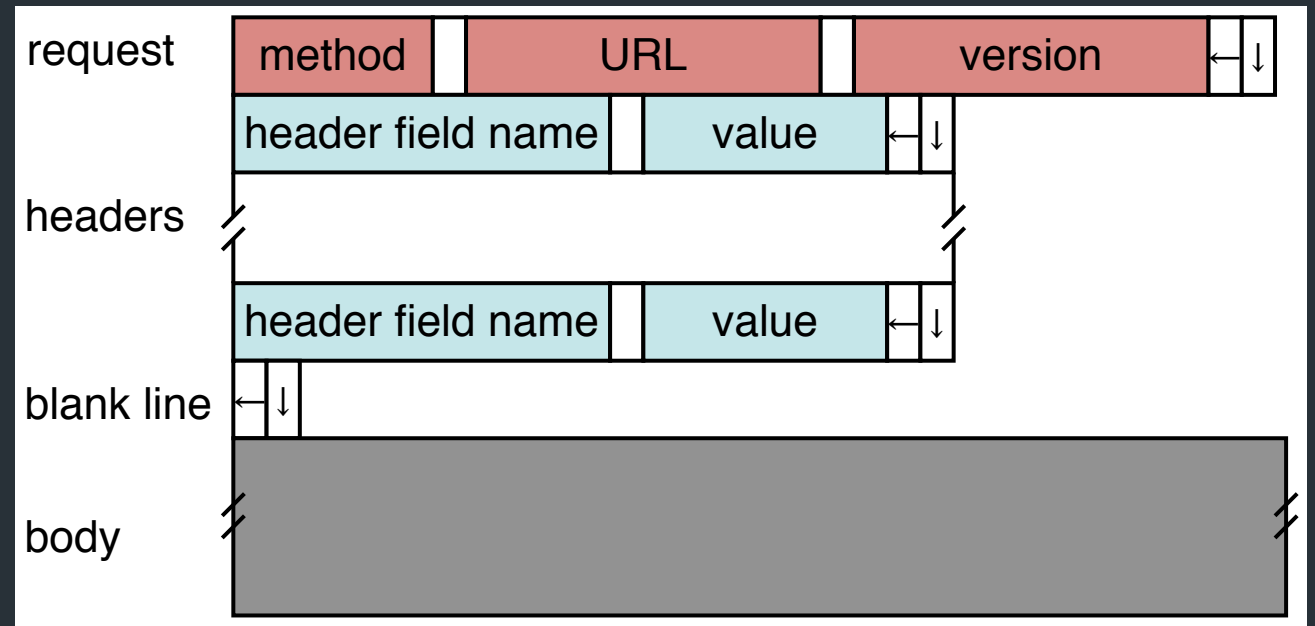 request method URL version ← ↓
header field name value ← ↓
headers
header field name value ← ↓
blank line ← ↓
body